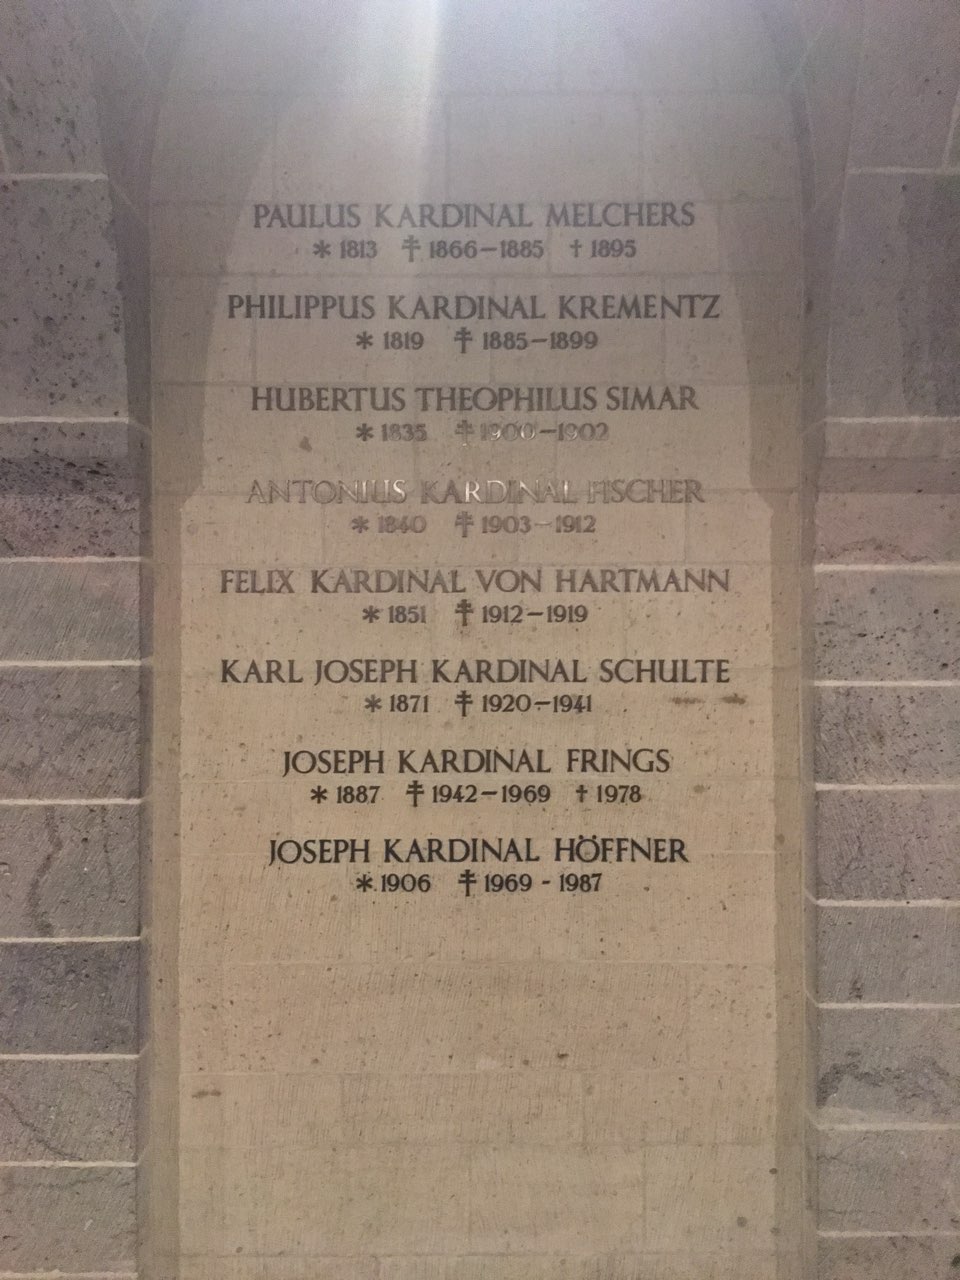 PAULUS KARDINAL MELCHERS
* 1813 ‡ 1866–1885 † 1895
PHILIPPUS KARDINAL KREMENTZ
* 1819 ‡ 1885–1899
HUBERTUS THEOPHILUS SIMAR
* 1835 ‡ 1900–1902
ANTONIUS KARDINAL FISCHER
* 1840 ‡ 1903–1912
FELIX KARDINAL VON HARTMANN
* 1851 ‡ 1912–1919
KARL JOSEPH KARDINAL SCHULTE
* 1871 ‡ 1920–1941
JOSEPH KARDINAL FRINGS
* 1887 ‡ 1942–1969 † 1978
JOSEPH KARDINAL HÖFFNER
* 1906 ‡ 1969 - 1987